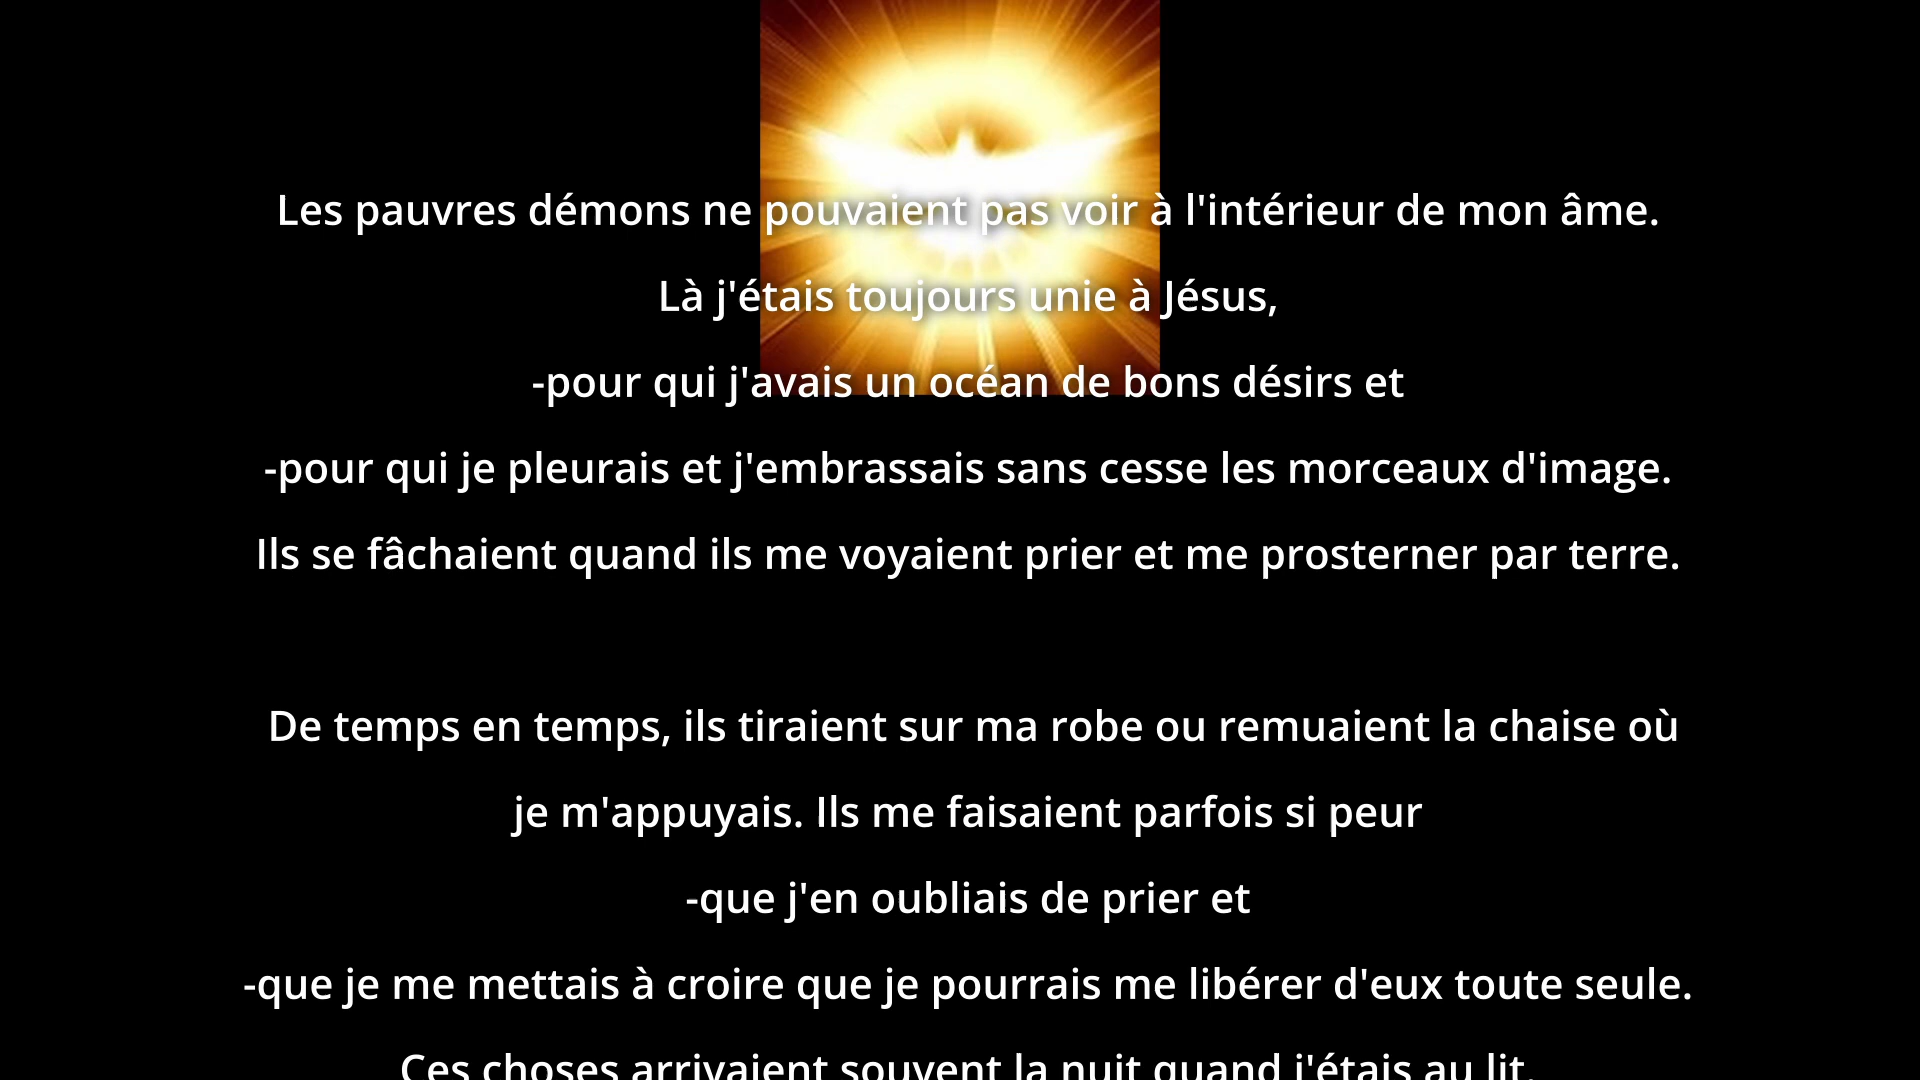 Les pauvres démons ne pouvaient pas voir à l'intérieur de mon âme.
Là j'étais toujours unie à Jésus,
-pour qui j'avais un océan de bons désirs et
-pour qui je pleurais et j'embrassais sans cesse les morceaux d'image.
Ils se fâchaient quand ils me voyaient prier et me prosterner par terre.
De temps en temps, ils tiraient sur ma robe ou remuaient la chaise où
je m'appuyais. Ils me faisaient parfois si peur
-que j'en oubliais de prier et
-que je me mettais à croire que je pourrais me libérer d'eux toute seule.
Ces choses arrivaient souvent la nuit quand j'étais au lit.